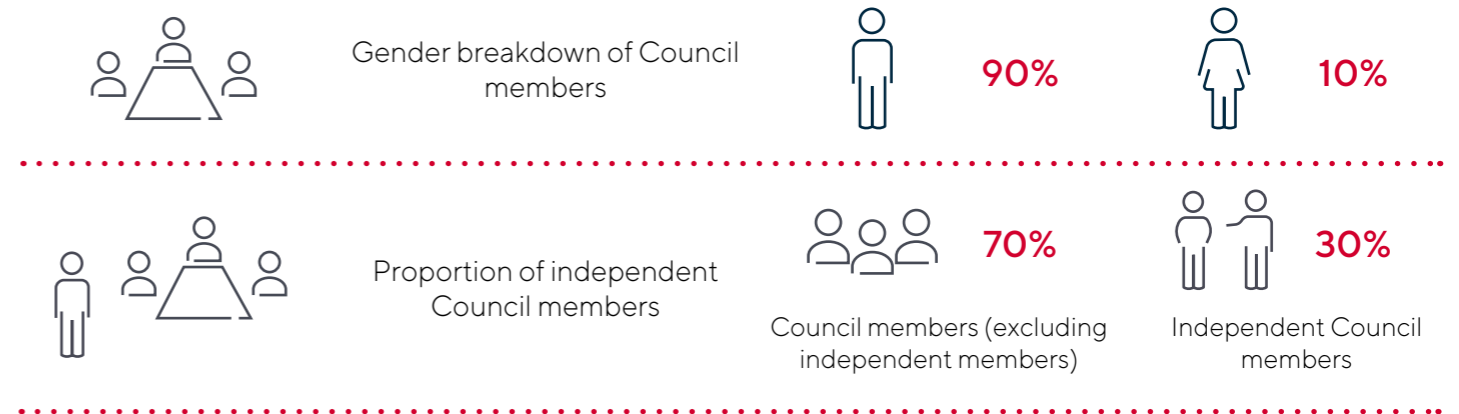 Gender breakdown of Council
members
90%
10%
Proportion of independent
Council members
70%
30%
Council members (excluding
independent members)
Independent Council
members